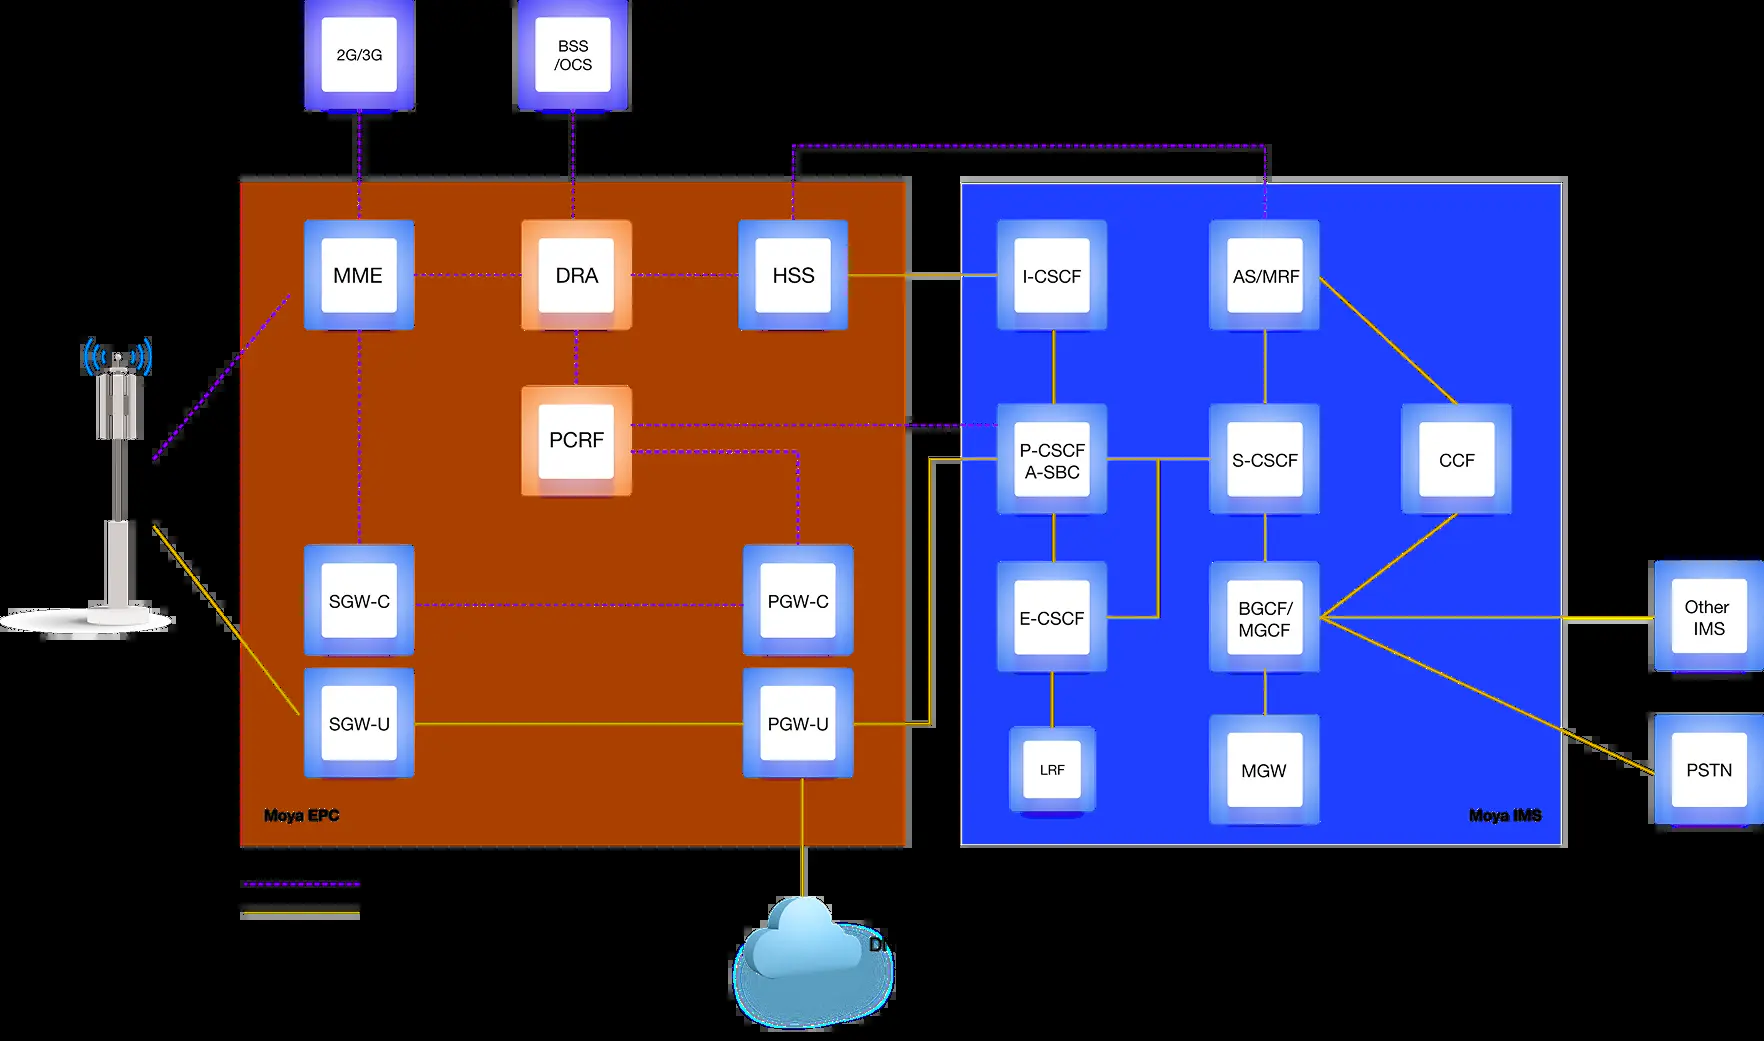 2G/3G
BSS
/OCS
MME
DRA
HSS
I-CSCF
AS/MRF
PCRF
P-CSCF
A-SBC
S-CSCF
CCF
SGW-C
PGW-C
E-CSCF
BGCF/
MGCF
Other
IMS
SGW-U
PGW-U
LRF
MGW
PSTN
Moya EPC
Moya IMS